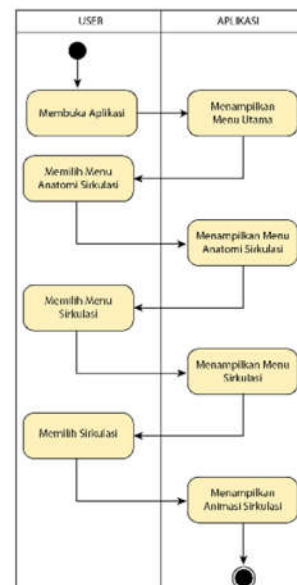 USER
APLIKASI
Membuka Aplikasi
Menampilkan
Menu Utama
Memilih Menu
Anatomi Sirkulasi
Menampilkan Menu
Anatomi Sirkulasi
Memilih Menu
Sirkulasi
Menampilkan Menu
Sirkulasi
Memilih Sirkulasi
Menampilkan
Animasi Sirkulasi